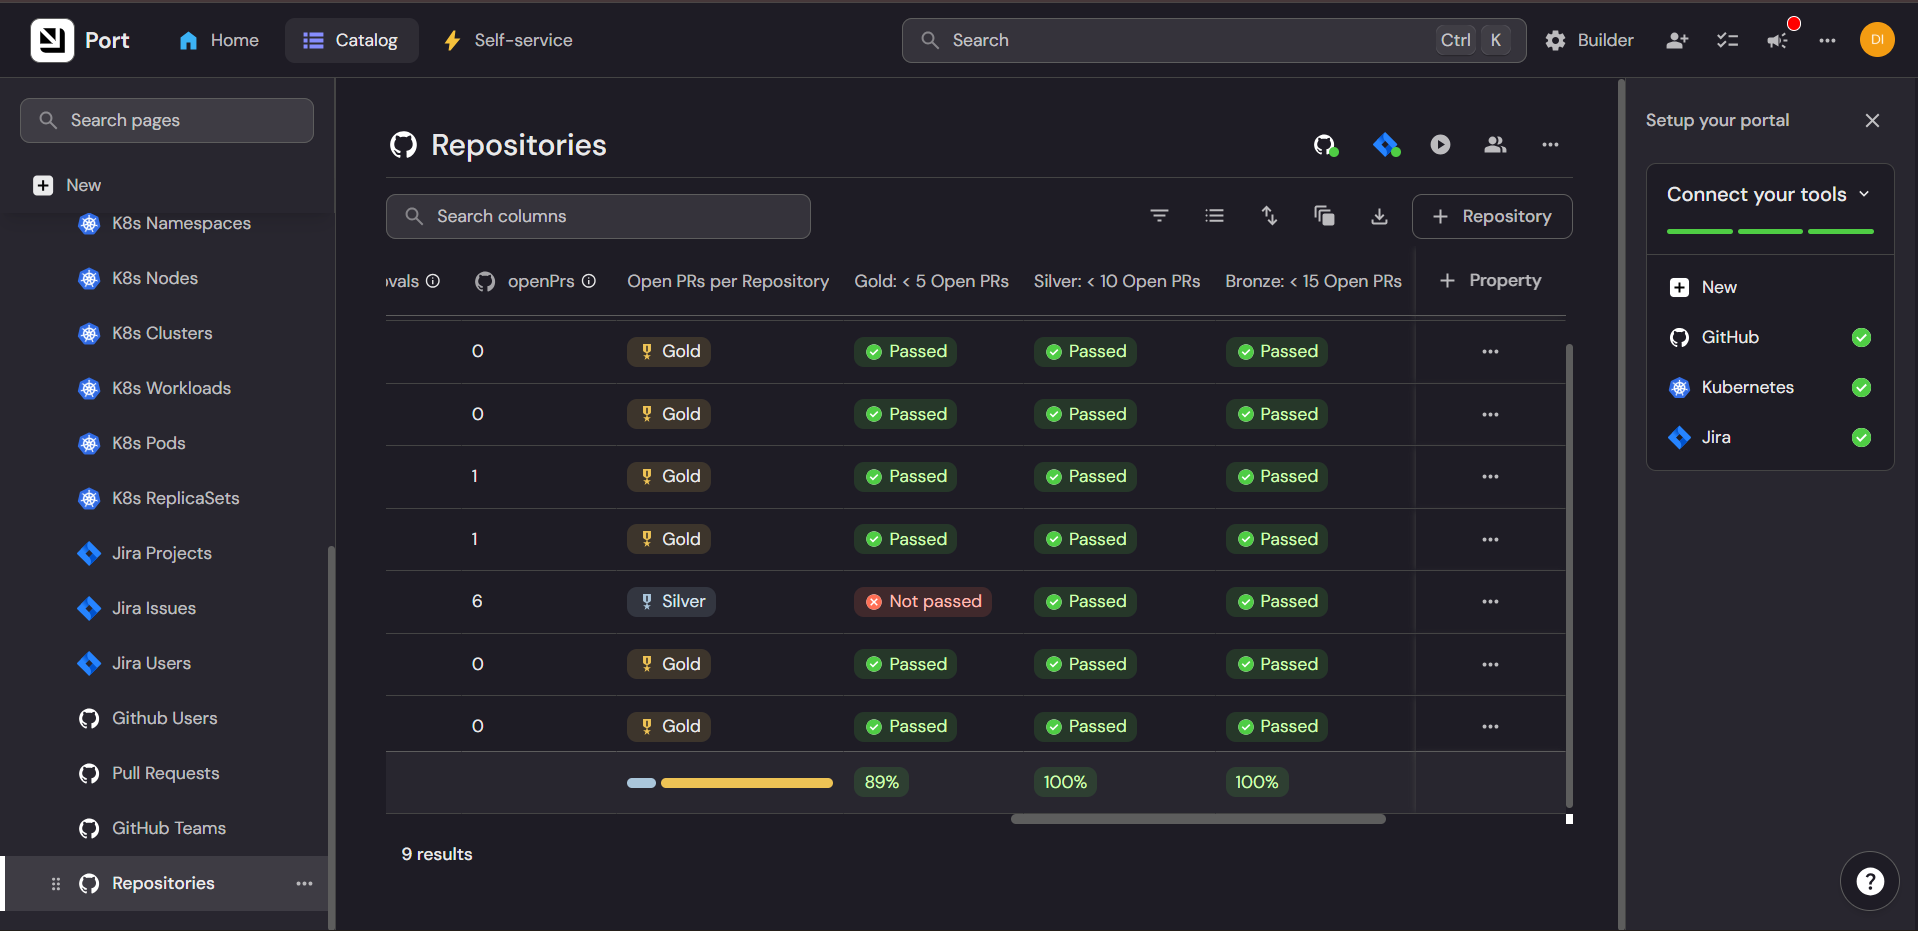 Port
Home
Catalog
Self-service
Search
Ctrl K
Builder
DI
Search pages
New
K8s Namespaces
K8s Nodes
K8s Clusters
K8s Workloads
K8s Pods
K8s ReplicaSets
Jira Projects
Jira Issues
Jira Users
Github Users
Pull Requests
GitHub Teams
Repositories
Repositories
Search columns
Repository
ovals openPrs Open PRs per Repository Gold: < 5 Open PRs Silver: < 10 Open PRs Bronze: < 15 Open PRs + Property
0 Gold Passed Passed Passed
0 Gold Passed Passed Passed
1 Gold Passed Passed Passed
1 Gold Passed Passed Passed
6 Silver Not passed Passed Passed
0 Gold Passed Passed Passed
0 Gold Passed Passed Passed
89% 100% 100%
9 results
Setup your portal
Connect your tools
New
GitHub
Kubernetes
Jira
?